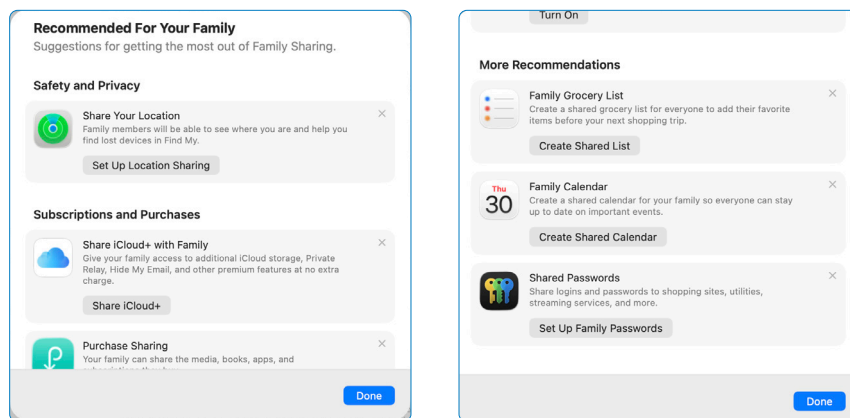 Recommended For Your Family
Suggestions for getting the most out of Family Sharing.
Safety and Privacy
Share Your Location
Family members will be able to see where you are and help you
find lost devices in Find My.
Set Up Location Sharing
Subscriptions and Purchases
Share iCloud+ with Family
Give your family access to additional iCloud storage, Private
Relay, Hide My Email, and other premium features at no extra
charge.
Share iCloud+
Purchase Sharing
Your family can share the media, books, apps, and
Done
Turn On
More Recommendations
Family Grocery List
Create a shared grocery list for everyone to add their favorite
items before your next shopping trip.
Create Shared List
Thu
30
Family Calendar
Create a shared calendar for your family so everyone can stay
up to date on important events.
Create Shared Calendar
Shared Passwords
Share logins and passwords to shopping sites, utilities,
streaming services, and more.
Set Up Family Passwords
Done